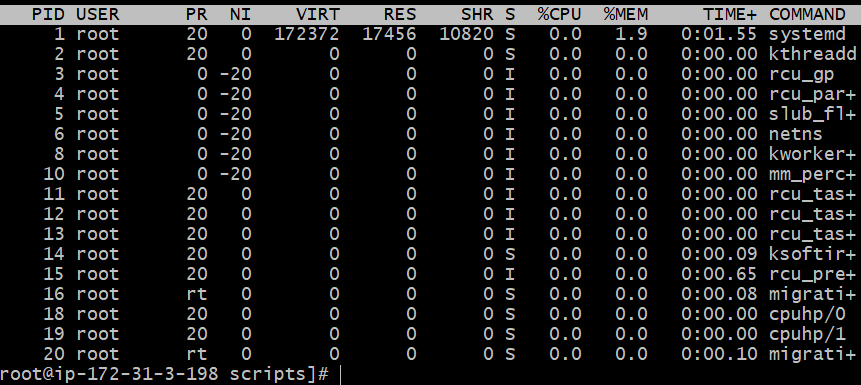 PID USER PR NI VIRT RES SHR S %CPU %MEM TIME+ COMMAND
1 root 20 0 172372 17456 10820 S 0.0 1.9 0:01.55 systemd
2 root 20 0 0 0 0 S 0.0 0.0 0:00.00 kthreadd
3 root 0 -20 0 0 0 I 0.0 0.0 0:00.00 rcu_gp
4 root 0 -20 0 0 0 I 0.0 0.0 0:00.00 rcu_par+
5 root 0 -20 0 0 0 I 0.0 0.0 0:00.00 slub_fl+
6 root 0 -20 0 0 0 I 0.0 0.0 0:00.00 netns
8 root 0 -20 0 0 0 I 0.0 0.0 0:00.00 kworker+
10 root 0 -20 0 0 0 I 0.0 0.0 0:00.00 mm_perc+
11 root 20 0 0 0 0 I 0.0 0.0 0:00.00 rcu_tas+
12 root 20 0 0 0 0 I 0.0 0.0 0:00.00 rcu_tas+
13 root 20 0 0 0 0 I 0.0 0.0 0:00.00 rcu_tas+
14 root 20 0 0 0 0 S 0.0 0.0 0:00.09 ksoftir+
15 root 20 0 0 0 0 I 0.0 0.0 0:00.65 rcu_pre+
16 root rt 0 0 0 0 S 0.0 0.0 0:00.08 migrati+
18 root 20 0 0 0 0 S 0.0 0.0 0:00.00 cpuhp/0
19 root 20 0 0 0 0 S 0.0 0.0 0:00.00 cpuhp/1
20 root rt 0 0 0 0 S 0.0 0.0 0:00.10 migrati+
root@ip-172-31-3-198 scripts]#